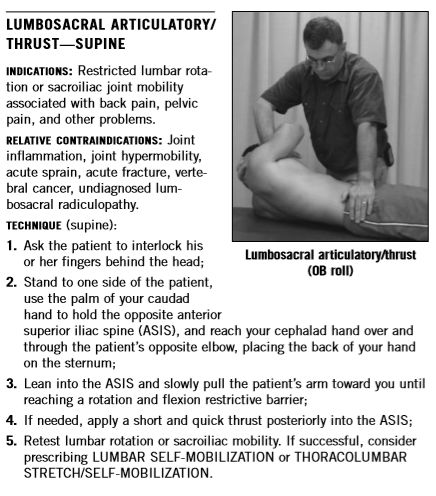 LUMBOSACRAL ARTICULATORY/
THRUST—SUPINE
INDICATIONS: Restricted lumbar rota-
tion or sacroiliac joint mobility
associated with back pain, pelvic
pain, and other problems.
RELATIVE CONTRAINDICATIONS: Joint
inflammation, joint hypermobility,
acute sprain, acute fracture, verte-
bral cancer, undiagnosed lum-
bosacral radiculopathy.
TECHNIQUE (supine):
1. Ask the patient to interlock his
or her fingers behind the head;
2. Stand to one side of the patient,
use the palm of your caudad
hand to hold the opposite anterior
superior iliac spine (ASIS), and reach your cephalad hand over and
through the patient's opposite elbow, placing the back of your hand
on the sternum;
3. Lean into the ASIS and slowly pull the patient's arm toward you until
reaching a rotation and flexion restrictive barrier;
4. If needed, apply a short and quick thrust posteriorly into the ASIS;
5. Retest lumbar rotation or sacroiliac mobility. If successful, consider
prescribing LUMBAR SELF-MOBILIZATION or THORACOLUMBAR
STRETCH/SELF-MOBILIZATION.
Lumbosacral articulatory/thrust
(OB roll)